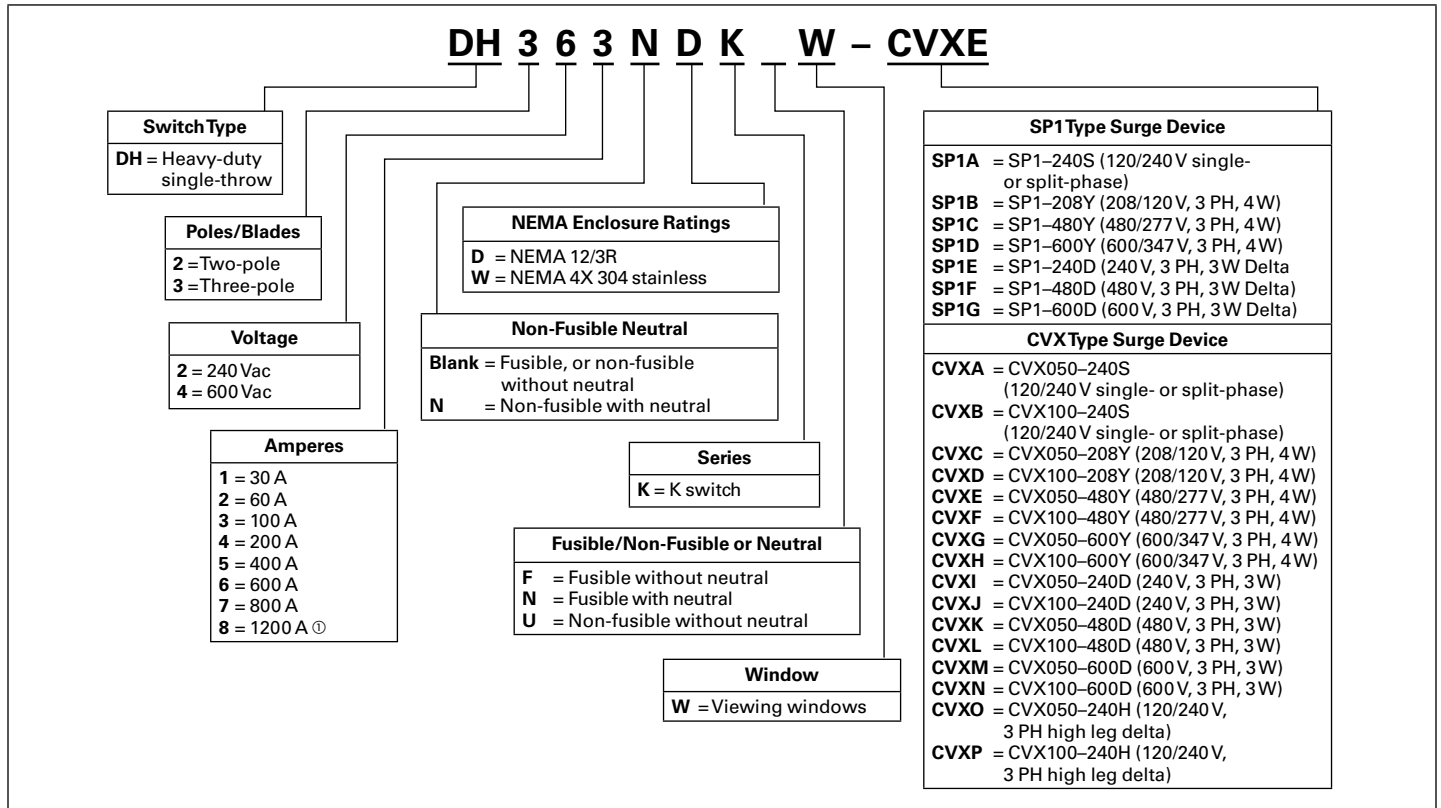 DH 3 6 3 N D K _ W – CVXE
Switch Type
DH = Heavy-duty
single-throw
Poles/Blades
2 = Two-pole
3 = Three-pole
Voltage
2 = 240 Vac
4 = 600 Vac
Amperes
1 = 30 A
2 = 60 A
3 = 100 A
4 = 200 A
5 = 400 A
6 = 600 A
7 = 800 A
8 = 1200 A ①
NEMA Enclosure Ratings
D = NEMA 12/3R
W = NEMA 4X 304 stainless
Non-Fusible Neutral
Blank = Fusible, or non-fusible
without neutral
N = Non-fusible with neutral
Series
K = K switch
Fusible/Non-Fusible or Neutral
F = Fusible without neutral
N = Fusible with neutral
U = Non-fusible without neutral
Window
W = Viewing windows
SP1 Type Surge Device
SP1A = SP1–240S (120/240 V single-
or split-phase)
SP1B = SP1–208Y (208/120 V, 3 PH, 4 W)
SP1C = SP1–480Y (480/277 V, 3 PH, 4 W)
SP1D = SP1–600Y (600/347 V, 3 PH, 4 W)
SP1E = SP1–240D (240 V, 3 PH, 3 W Delta
SP1F = SP1–480D (480 V, 3 PH, 3 W Delta)
SP1G = SP1–600D (600 V, 3 PH, 3 W Delta)
CVX Type Surge Device
CVXA = CVX050–240S
(120/240 V single- or split-phase)
CVXB = CVX100–240S
(120/240 V single- or split-phase)
CVXC = CVX050–208Y (208/120 V, 3 PH, 4 W)
CVXD = CVX100–208Y (208/120 V, 3 PH, 4 W)
CVXE = CVX050–480Y (480/277 V, 3 PH, 4 W)
CVXF = CVX100–480Y (480/277 V, 3 PH, 4 W)
CVXG = CVX050–600Y (600/347 V, 3 PH, 4 W)
CVXH = CVX100–600Y (600/347 V, 3 PH, 4 W)
CVXI = CVX050–240D (240 V, 3 PH, 3 W)
CVXJ = CVX100–240D (240 V, 3 PH, 3 W)
CVXK = CVX050–480D (480 V, 3 PH, 3 W)
CVXL = CVX100–480D (480 V, 3 PH, 3 W)
CVXM = CVX050–600D (600 V, 3 PH, 3 W)
CVXN = CVX100–600D (600 V, 3 PH, 3 W)
CVXO = CVX050–240H (120/240 V,
3 PH high leg delta)
CVXP = CVX100–240H (120/240 V,
3 PH high leg delta)